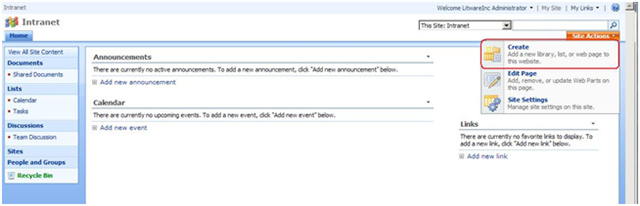 Intranet
Welcome LitwareInc Administrator | My Site | My Links
Intranet
This Site: Intranet
Home
Site Actions
View All Site Content
Documents
Shared Documents
Lists
Calendar
Tasks
Discussions
Team Discussion
Sites
People and Groups
Recycle Bin
Announcements
There are currently no active announcements. To add a new announcement, click "Add new announcement" below.
Add new announcement
Calendar
There are currently no upcoming events. To add a new event, click "Add new event" below.
Add new event
Create
Add a new library, list, or web page to
this website.
Edit Page
Add, remove, or update Web Parts on
this page.
Site Settings
Manage site settings on this site.
Links
There are currently no favorite links to display. To
add a new link, click "Add new link" below.
Add new link